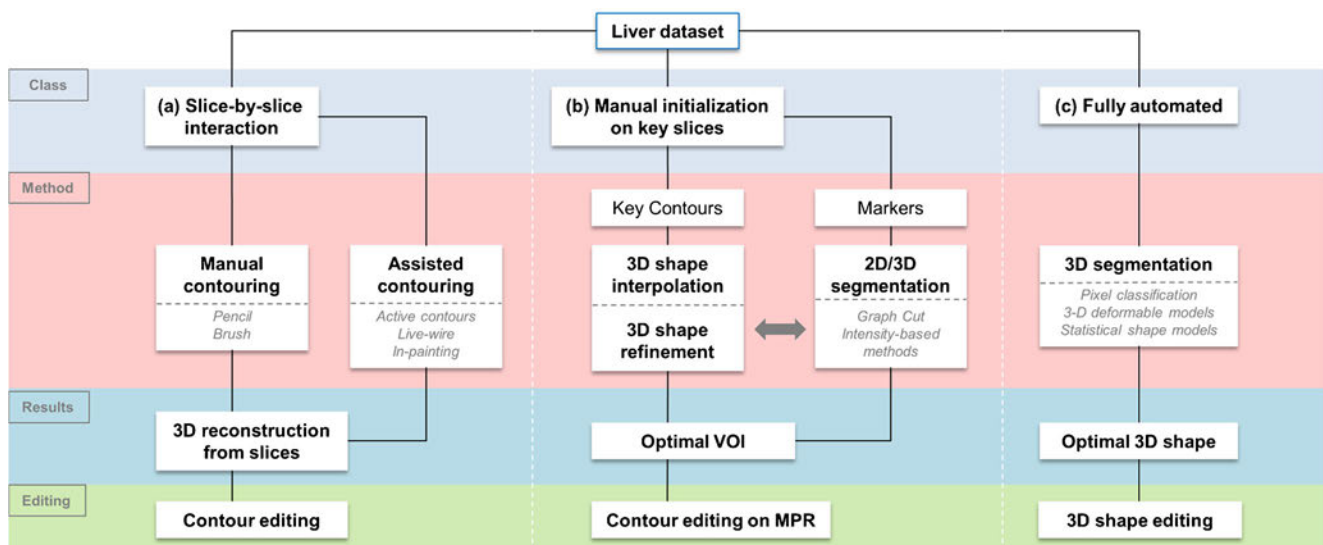 Liver dataset
Class
(a) Slice-by-slice
interaction
(b) Manual initialization
on key slices
(c) Fully automated
Method
Key Contours
Markers
Manual
contouring
Pencil
Brush
Assisted
contouring
Active contours
Live-wire
In-painting
3D shape
interpolation
3D shape
refinement
2D/3D
segmentation
Graph Cut
Intensity-based
methods
3D segmentation
Pixel classification
3-D deformable models
Statistical shape models
Results
3D reconstruction
from slices
Optimal VOI
Optimal 3D shape
Editing
Contour editing
Contour editing on MPR
3D shape editing